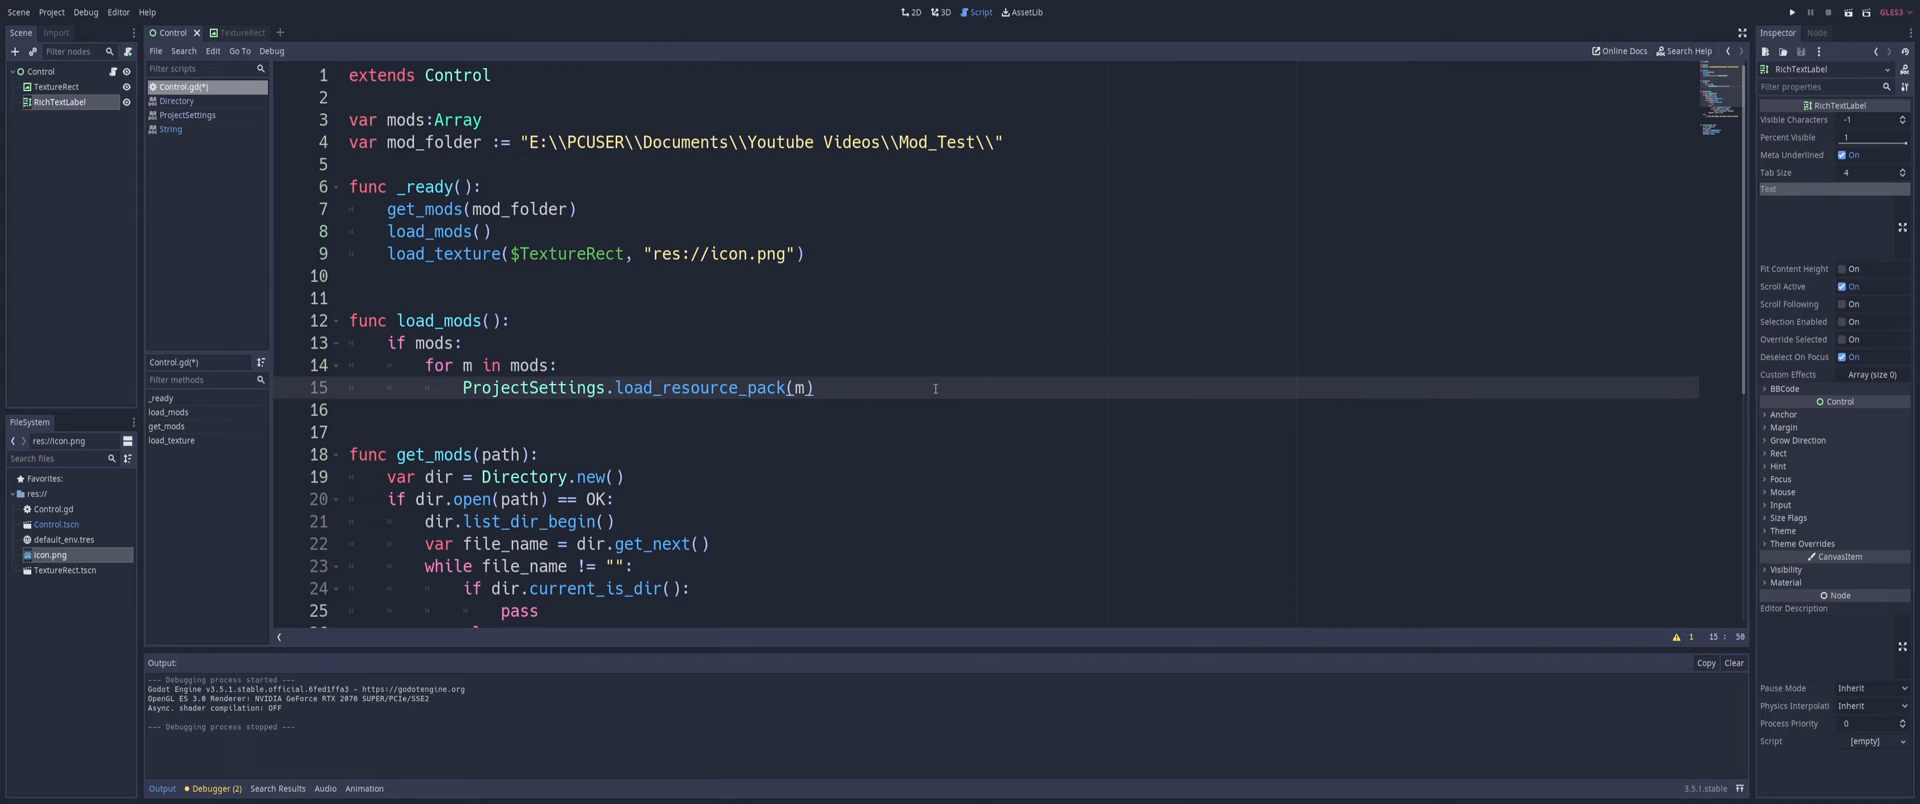 Scene Project Debug Editor Help
2D 3D Script AssetLib
GLES3
Scene Import
Filter nodes
Control
TextureRect
RichTextLabel
FileSystem
res://icon.png
Search files
Favorites:
res://
Control.gd
Control.tscn
default_env.tres
icon.png
TextureRect.tscn
Control TextureRect
File Search Edit Go To Debug
Online Docs Search Help
Filter scripts
Control.gd(*)
Directory
ProjectSettings
String
Control.gd(*)
Filter methods
_ready
load_mods
get_mods
load_texture
1 extends Control
2
3 var mods:Array
4 var mod_folder := "E:\\PCUSER\\Documents\\Youtube Videos\\Mod_Test\\"
5
6 func _ready():
7 get_mods(mod_folder)
8 load_mods()
9 load_texture($TextureRect, "res://icon.png")
10
11
12 func load_mods():
13 if mods:
14 for m in mods:
15 ProjectSettings.load_resource_pack(m)
16
17
18 func get_mods(path):
19 var dir = Directory.new()
20 if dir.open(path) == OK:
21 dir.list_dir_begin()
22 var file_name = dir.get_next()
23 while file_name != "":
24 if dir.current_is_dir():
25 pass
1 15 : 50
Output:
Copy Clear
--- Debugging process started ---
Godot Engine v3.5.1.stable.official.6fed1ffa3 - https://godotengine.org
OpenGL ES 3.0 Renderer: NVIDIA GeForce RTX 2070 SUPER/PCIe/SSE2
Async. shader compilation: OFF
--- Debugging process stopped ---
Output Debugger (2) Search Results Audio Animation
3.5.1.stable
Inspector Node
RichTextLabel
Filter properties
RichTextLabel
Visible Characters -1
Percent Visible 1
Meta Underlined On
Tab Size 4
Text
Fit Content Height On
Scroll Active On
Scroll Following On
Selection Enabled On
Override Selected On
Deselect On Focus On
Custom Effects Array (size 0)
BBCode
Control
Anchor
Margin
Grow Direction
Rect
Hint
Focus
Mouse
Input
Size Flags
Theme
Theme Overrides
CanvasItem
Visibility
Material
Node
Editor Description
Pause Mode Inherit
Physics Interpolati Inherit
Process Priority 0
Script [empty]